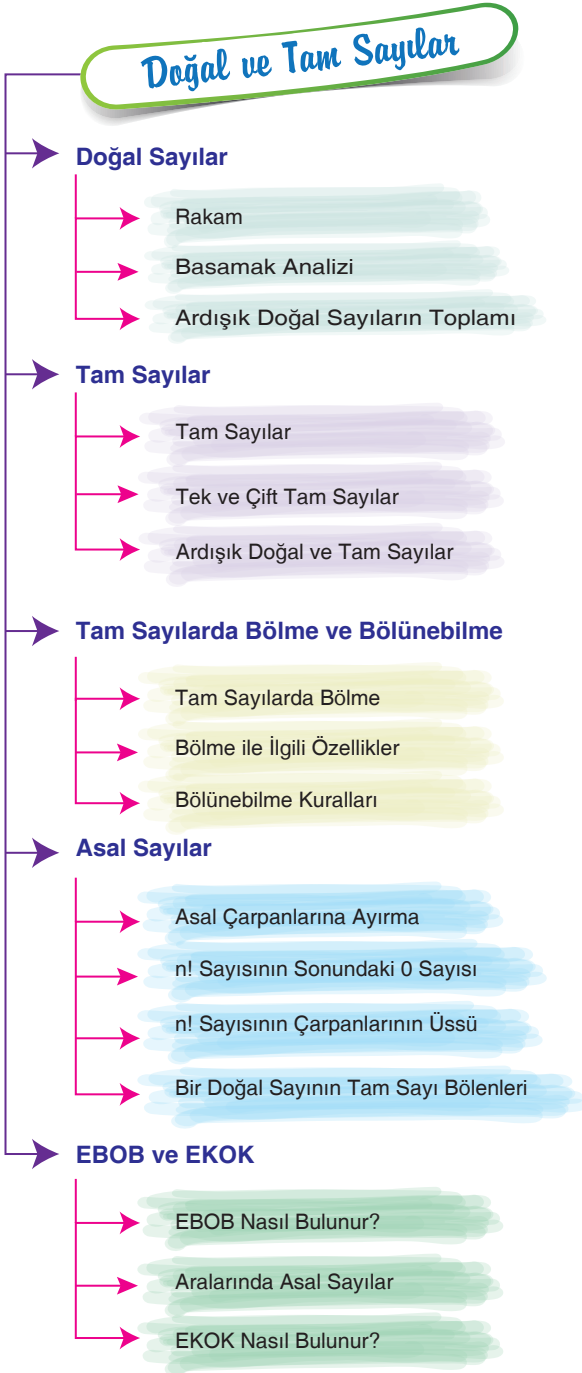 Doğal ve Tam Sayılar
Doğal Sayılar
Rakam
Basamak Analizi
Ardışık Doğal Sayıların Toplamı
Tam Sayılar
Tam Sayılar
Tek ve Çift Tam Sayılar
Ardışık Doğal ve Tam Sayılar
Tam Sayılarda Bölme ve Bölünebilme
Tam Sayılarda Bölme
Bölme ile İlgili Özellikler
Bölünebilme Kuralları
Asal Sayılar
Asal Çarpanlarına Ayırma
n! Sayısının Sonundaki 0 Sayısı
n! Sayısının Çarpanlarının Üssü
Bir Doğal Sayının Tam Sayı Bölenleri
EBOB ve EKOK
EBOB Nasıl Bulunur?
Aralarında Asal Sayılar
EKOK Nasıl Bulunur?